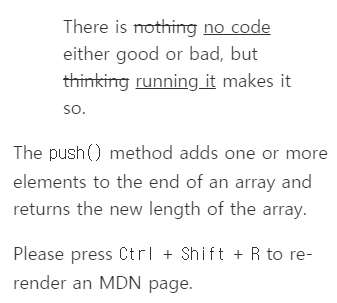 There is nothing no code
either good or bad, but
thinking running it makes it
so.
The push() method adds one or more
elements to the end of an array and
returns the new length of the array.
Please press Ctrl + Shift + R to re-
render an MDN page.